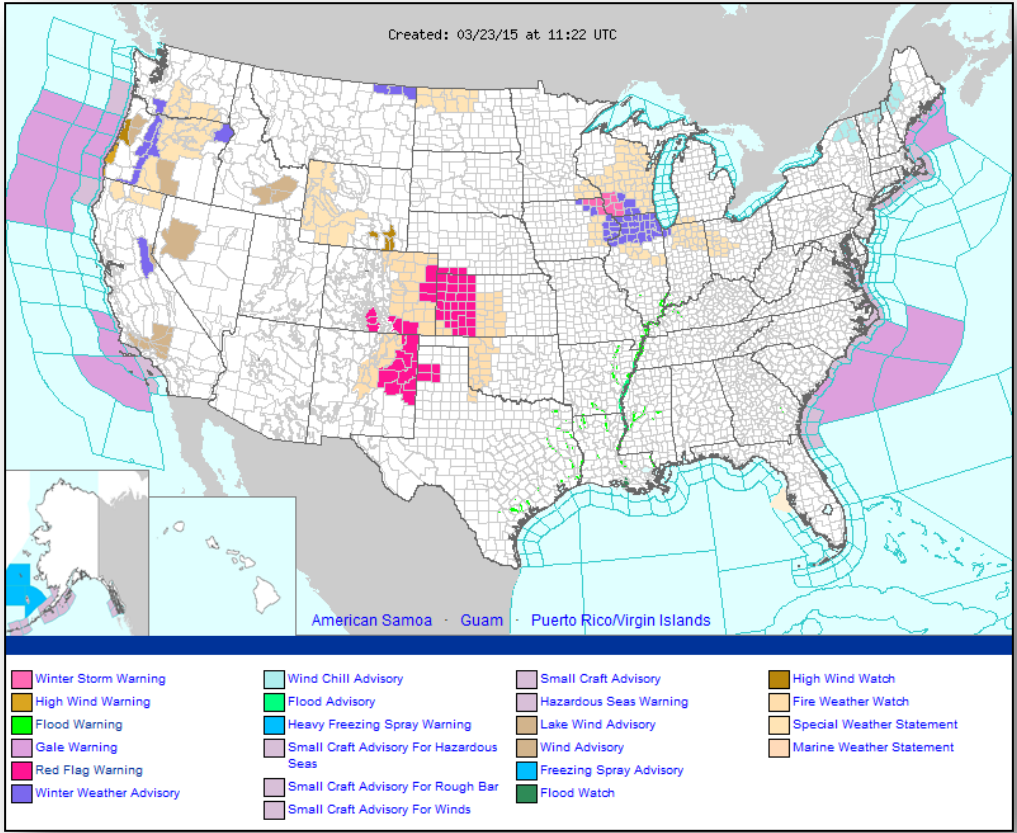 Created: 03/23/15 at 11:22 UTC
American Samoa · Guam · Puerto Rico/Virgin Islands
Winter Storm Warning
High Wind Warning
Flood Warning
Gale Warning
Red Flag Warning
Winter Weather Advisory
Wind Chill Advisory
Flood Advisory
Heavy Freezing Spray Warning
Small Craft Advisory For Hazardous
Seas
Small Craft Advisory For Rough Bar
Small Craft Advisory For Winds
Small Craft Advisory
Hazardous Seas Warning
Lake Wind Advisory
Wind Advisory
Freezing Spray Advisory
Flood Watch
High Wind Watch
Fire Weather Watch
Special Weather Statement
Marine Weather Statement